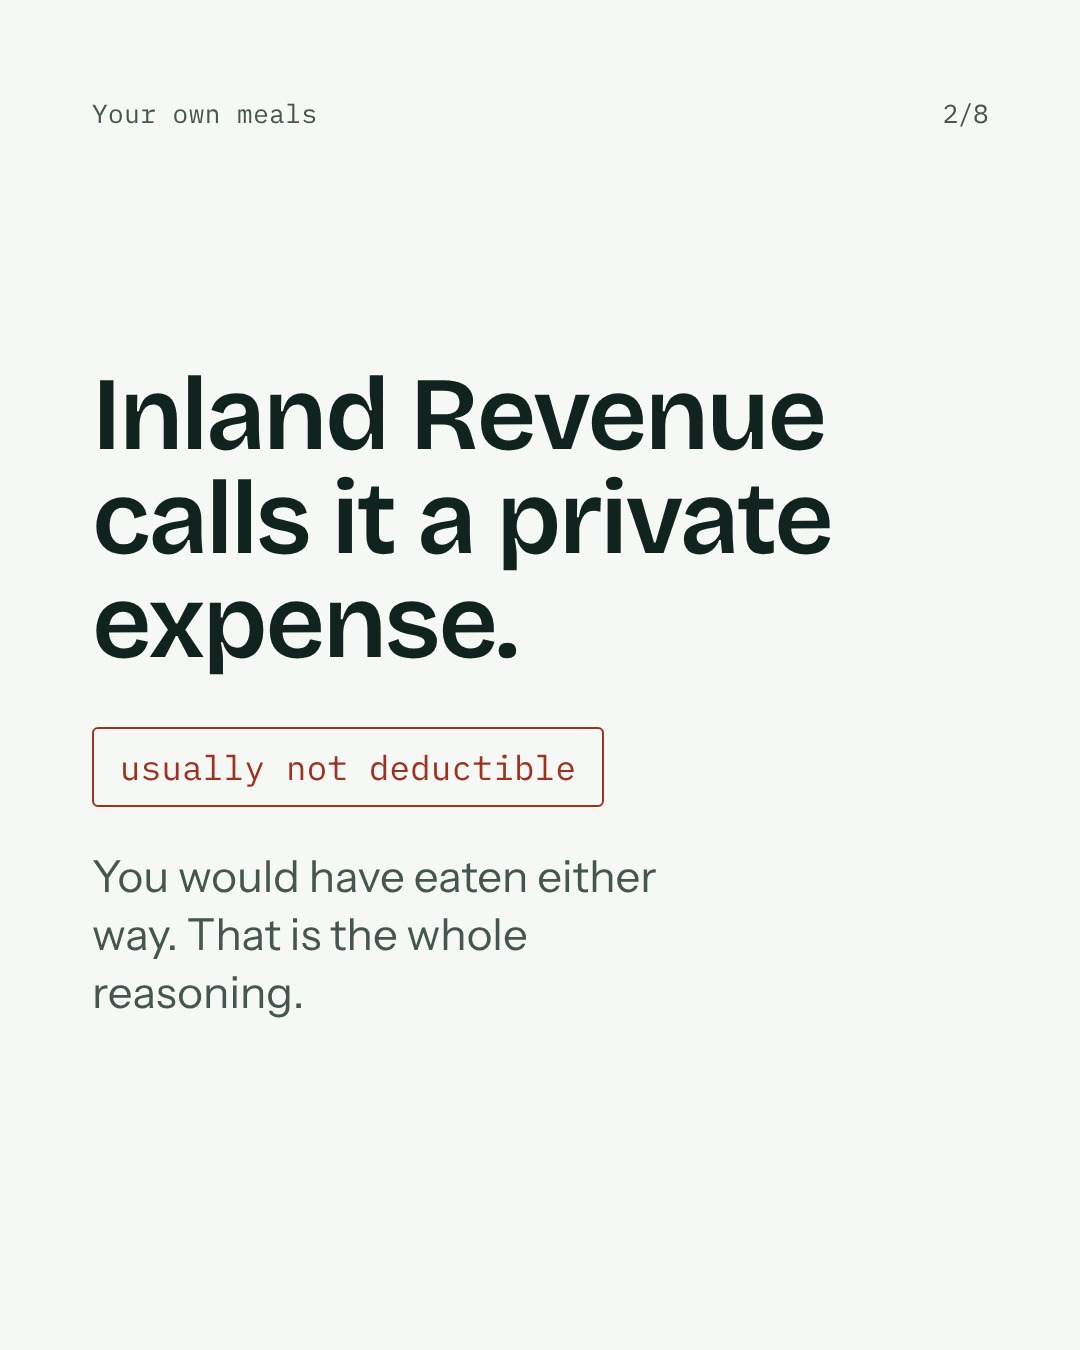 Your own meals
2/8
Inland Revenue
calls it a private
expense.
usually not deductible
You would have eaten either
way. That is the whole
reasoning.